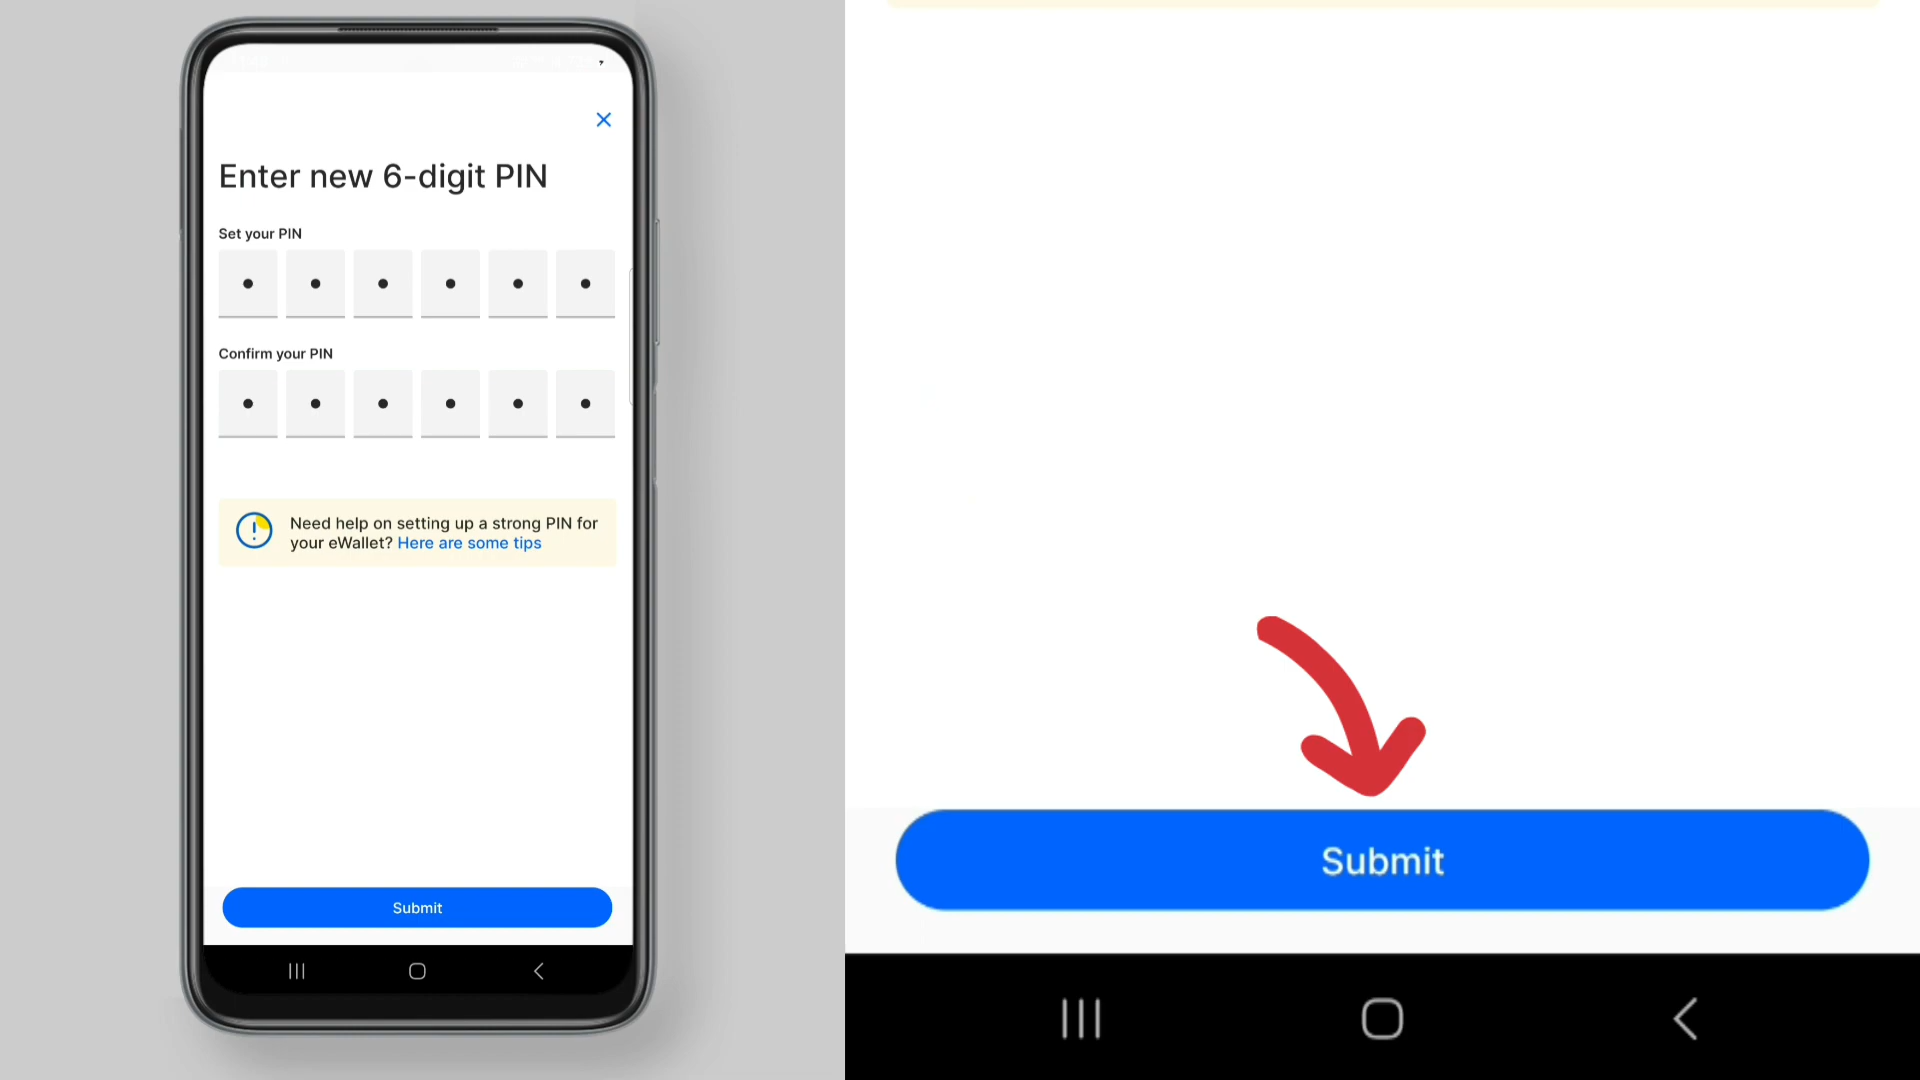 Enter new 6-digit PIN
Set your PIN
Confirm your PIN
Need help on setting up a strong PIN for
your eWallet? Here are some tips
Submit
Submit